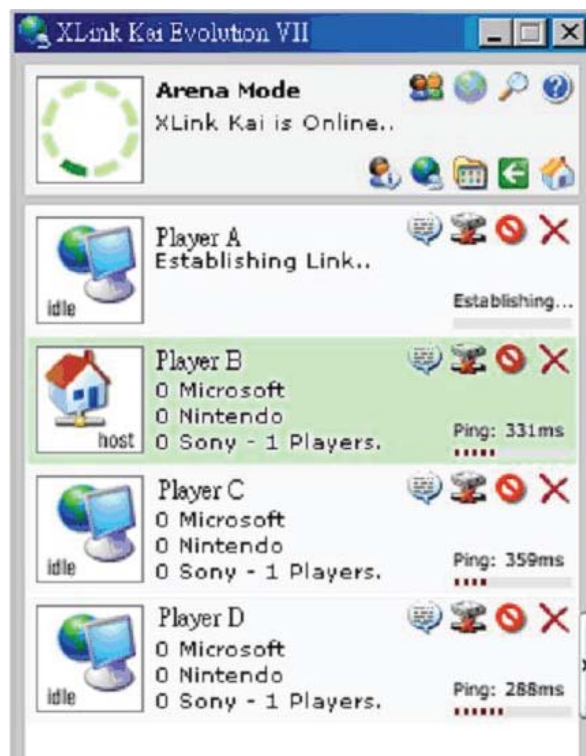 XLink Kai Evolution VII
Arena Mode
XLink Kai is Online..
Player A
Establishing Link..
idle
Establishing...
Player B
0 Microsoft
0 Nintendo
0 Sony - 1 Players.
host
Ping: 331ms
Player C
0 Microsoft
0 Nintendo
0 Sony - 1 Players.
idle
Ping: 359ms
Player D
0 Microsoft
0 Nintendo
0 Sony - 1 Players.
idle
Ping: 288ms